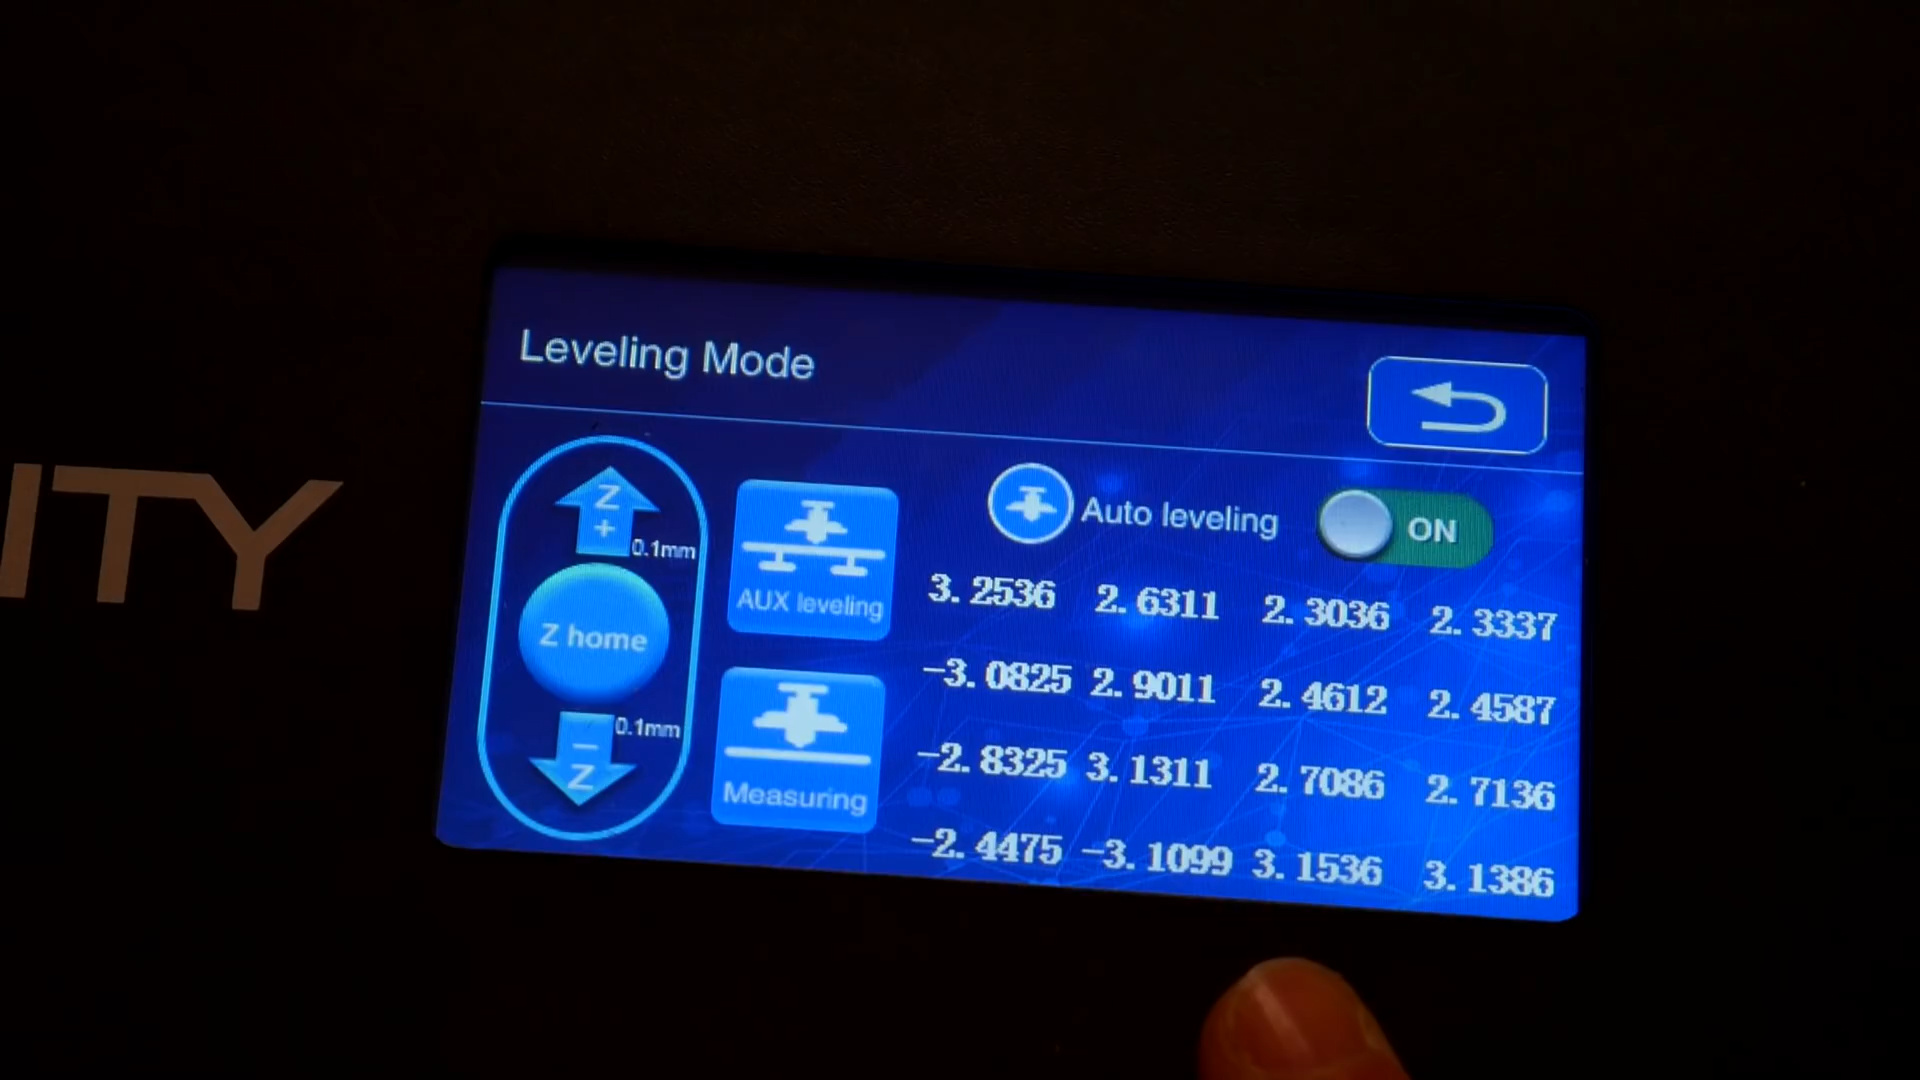 Leveling Mode
ITY
Z
+
0.1mm
Z home
0.1mm
−
Z
AUX leveling
Measuring
Auto leveling ON
3.2536 2.6311 2.3036 2.3337
-3.0825 2.9011 2.4612 2.4587
-2.8325 3.1311 2.7086 2.7136
-2.4475 -3.1099 3.1536 3.1386